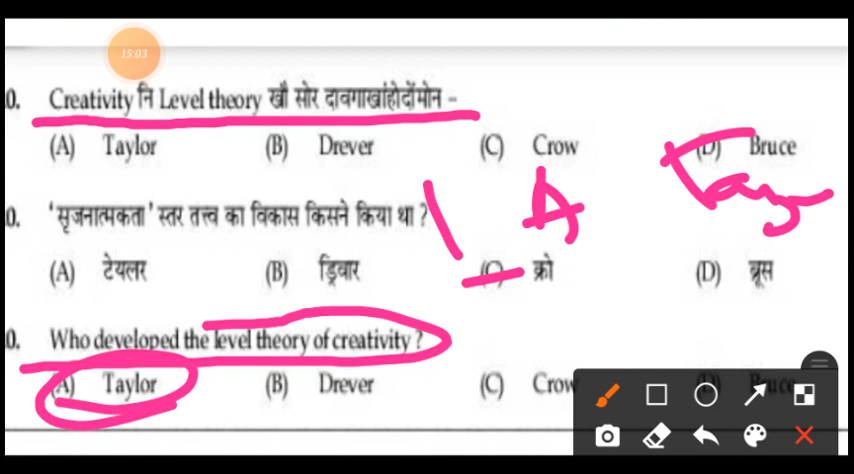 15:03
0. Creativity नि Level theory खौ सोर दावगाखांहोदोंमोन –
(A) Taylor (B) Drever (C) Crow (D) Bruce
0. 'सृजनात्मकता' स्तर तत्त्व का विकास किसने किया था ?
(A) टेयलर (B) ड्रिवार (C) क्रो (D) ब्रूस
0. Who developed the level theory of creativity ?
(A) Taylor (B) Drever (C) Crow (D) Bruce
A